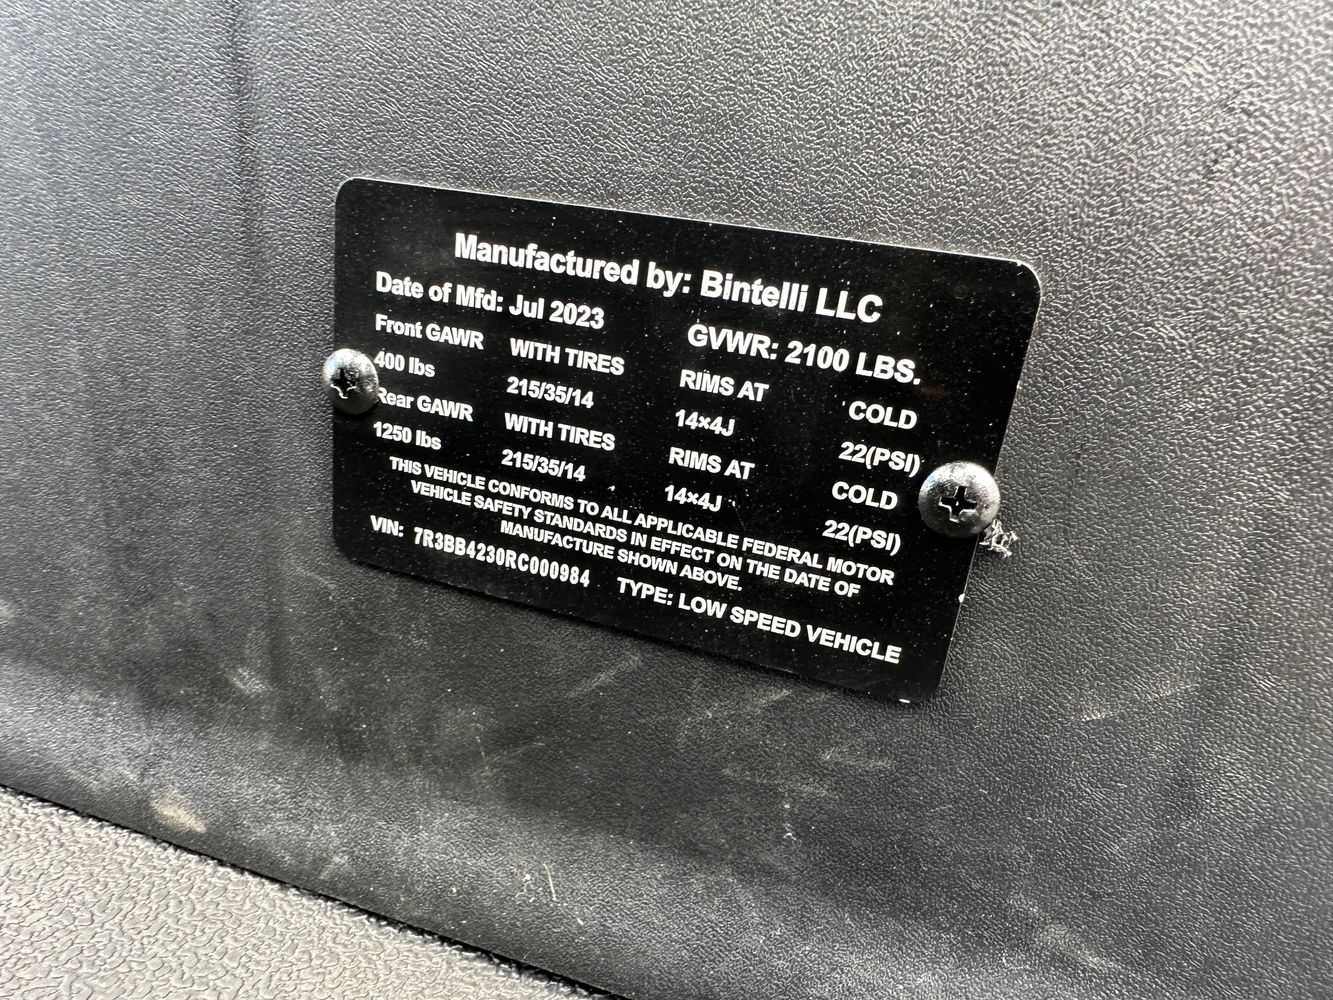 Manufactured by: Bintelli LLC
Date of Mfd: Jul 2023 GVWR: 2100 LBS.
Front GAWR WITH TIRES RIMS AT COLD
400 lbs 215/35/14 14×4J 22(PSI)
Rear GAWR WITH TIRES RIMS AT COLD
1250 lbs 215/35/14 14×4J 22(PSI)
THIS VEHICLE CONFORMS TO ALL APPLICABLE FEDERAL MOTOR
VEHICLE SAFETY STANDARDS IN EFFECT ON THE DATE OF
MANUFACTURE SHOWN ABOVE.
VIN: 7R3BB4230RC000984 TYPE: LOW SPEED VEHICLE